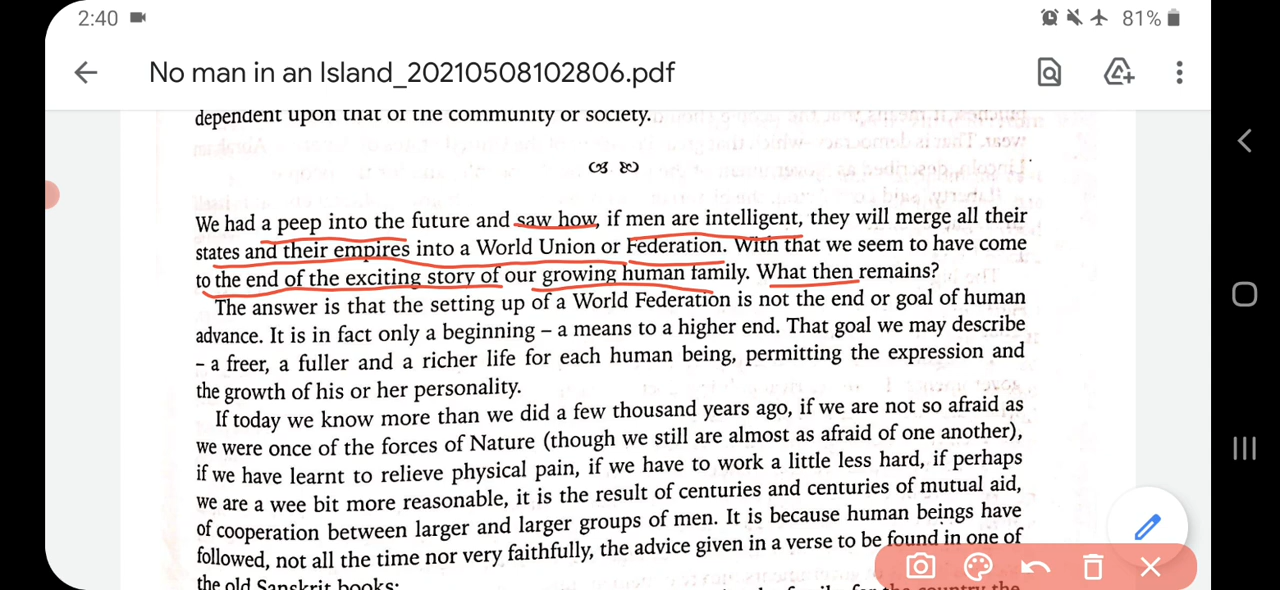 2:40
81%
No man in an Island_20210508102806.pdf
dependent upon that of the community or society.
We had a peep into the future and saw how, if men are intelligent, they will merge all their
states and their empires into a World Union or Federation. With that we seem to have come
to the end of the exciting story of our growing human family. What then remains?
The answer is that the setting up of a World Federation is not the end or goal of human
advance. It is in fact only a beginning – a means to a higher end. That goal we may describe
– a freer, a fuller and a richer life for each human being, permitting the expression and
the growth of his or her personality.
If today we know more than we did a few thousand years ago, if we are not so afraid as
we were once of the forces of Nature (though we still are almost as afraid of one another),
if we have learnt to relieve physical pain, if we have to work a little less hard, if perhaps
we are a wee bit more reasonable, it is the result of centuries and centuries of mutual aid,
of cooperation between larger and larger groups of men. It is because human beings have
followed, not all the time nor very faithfully, the advice given in a verse to be found in one of
the old Sanskrit books: